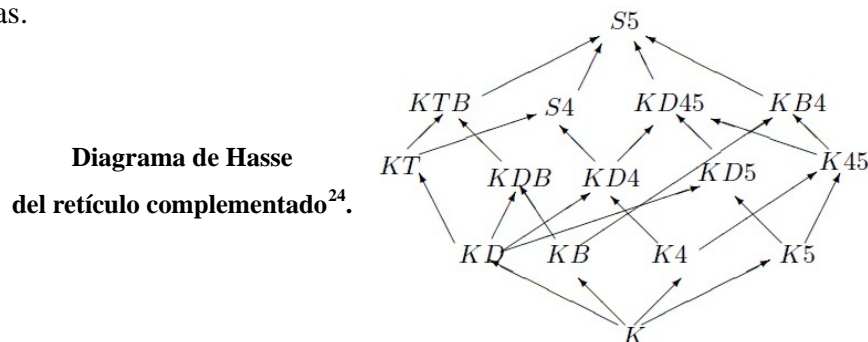 as.
S5
KTB S4 KD45 KB4
Diagrama de Hasse
KT KDB KD4 KD5 K45
del retículo complementado24.
KD KB K4 K5
K